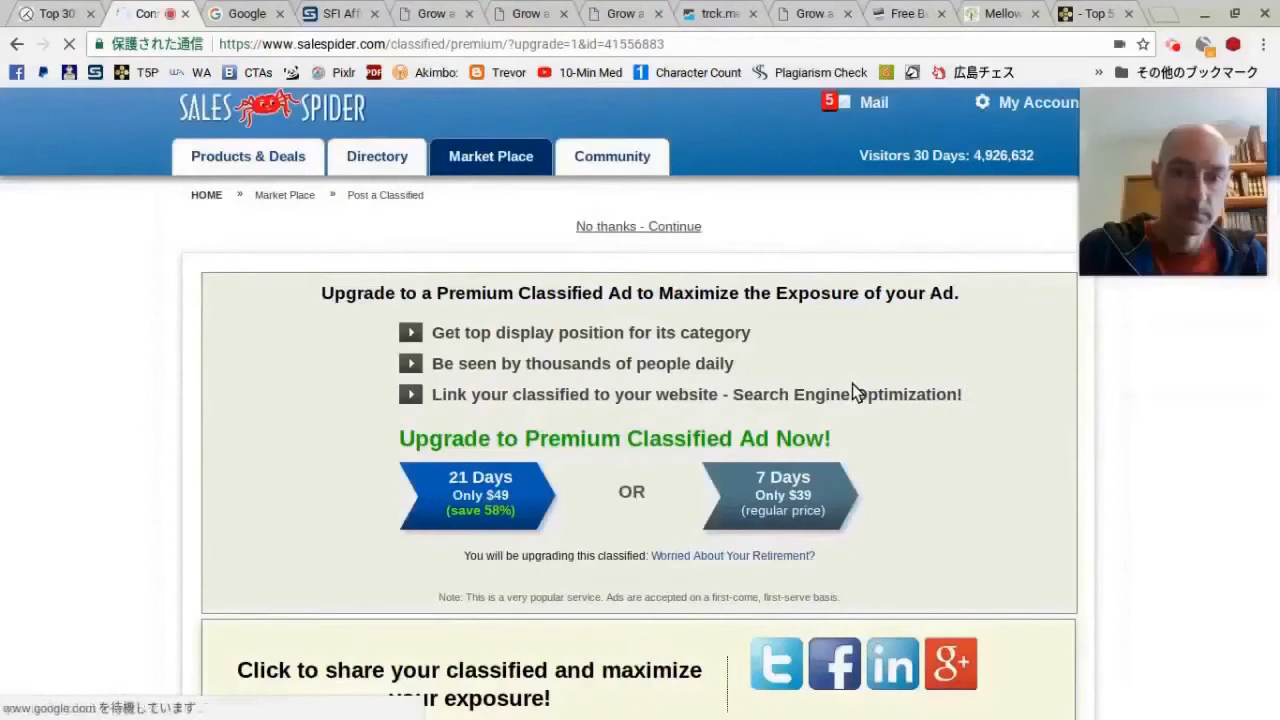 Top 30
Con
Google
SFI Aff
Grow a
Grow a
Grow a
trck.me
Grow a
Free B
Mellow
- Top 5
保護された通信
https://www.salespider.com/classified/premium/?upgrade=1&id=41556883
T5P
WA
CTAs
Pixlr
Akimbo:
Trevor
10-Min Med
Character Count
Plagiarism Check
広島チェス
»
その他のブックマーク
SALES SPIDER
5
Mail
My Accoun
Products & Deals
Directory
Market Place
Community
Visitors 30 Days: 4,926,632
HOME » Market Place » Post a Classified
No thanks - Continue
Upgrade to a Premium Classified Ad to Maximize the Exposure of your Ad.
Get top display position for its category
Be seen by thousands of people daily
Link your classified to your website - Search Engine Optimization!
Upgrade to Premium Classified Ad Now!
21 Days
Only $49
(save 58%)
OR
7 Days
Only $39
(regular price)
You will be upgrading this classified: Worried About Your Retirement?
Note: This is a very popular service. Ads are accepted on a first-come, first-serve basis.
Click to share your classified and maximize
your exposure!
www.google.com を待機しています